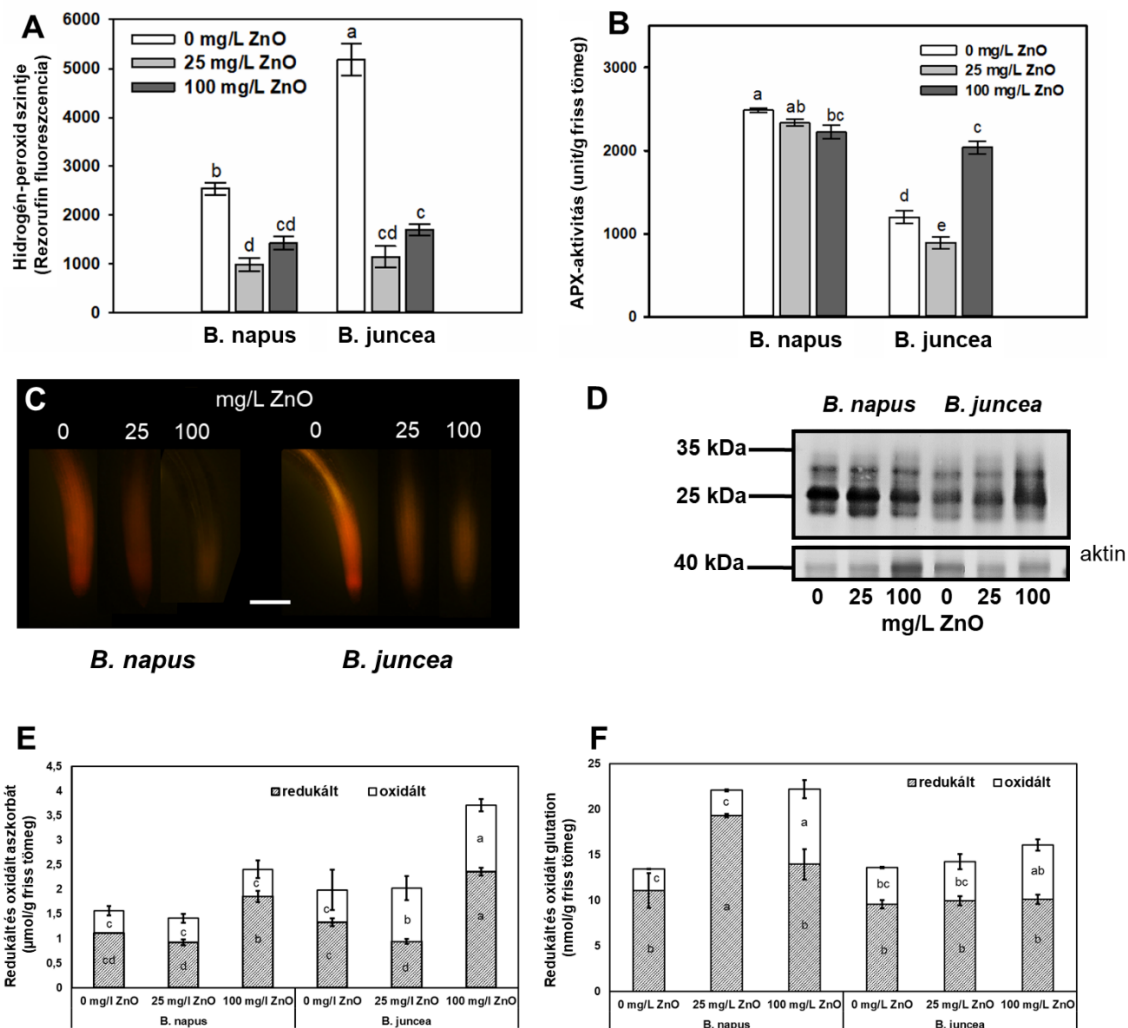 A
Hidrogén-peroxid szintje
(Rezorufin fluoreszcencia)
6000
5000
4000
3000
2000
1000
0
0 mg/L ZnO
25 mg/L ZnO
100 mg/L ZnO
b
d
cd
a
cd
c
B. napus
B. juncea
B
APX-aktivitás (unit/g friss tömeg)
3000
2000
1000
0
0 mg/L ZnO
25 mg/L ZnO
100 mg/L ZnO
a
ab
bc
d
e
c
B. napus
B. juncea
C
mg/L ZnO
0 25 100 0 25 100
B. napus B. juncea
D
B. napus B. juncea
35 kDa
25 kDa
40 kDa
aktin
0 25 100 0 25 100
mg/L ZnO
E
Redukált és oxidált aszkorbát
(µmol/g friss tömeg)
4,5
4
3,5
3
2,5
2
1,5
1
0,5
0
redukált oxidált
c c c c b a
cd d b c d a
0 mg/l ZnO 25 mg/l ZnO 100 mg/l ZnO 0 mg/l ZnO 25 mg/l ZnO 100 mg/l ZnO
B. napus B. juncea
F
Redukált és oxidált glutation
(nmol/g friss tömeg)
25
20
15
10
5
0
redukált oxidált
c c a bc bc ab
b a b b b b
0 mg/L ZnO 25 mg/L ZnO 100 mg/L ZnO 0 mg/L ZnO 25 mg/L ZnO 100 mg/L ZnO
B. napus B. juncea